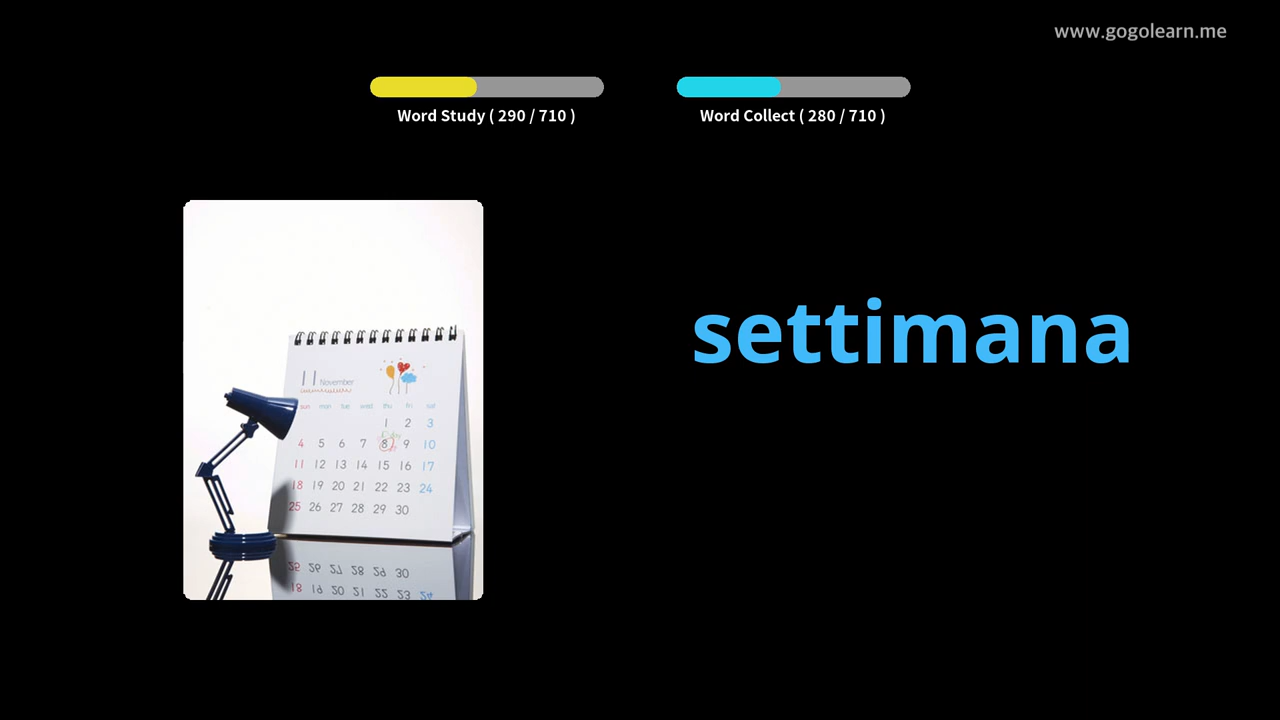 www.gogolearn.me
Word Study ( 290 / 710 )
Word Collect ( 280 / 710 )
settimana
11 November
sun mon tue wed thu fri sat
1 2 3
4 5 6 7 8 9 10
11 12 13 14 15 16 17
18 19 20 21 22 23 24
25 26 27 28 29 30